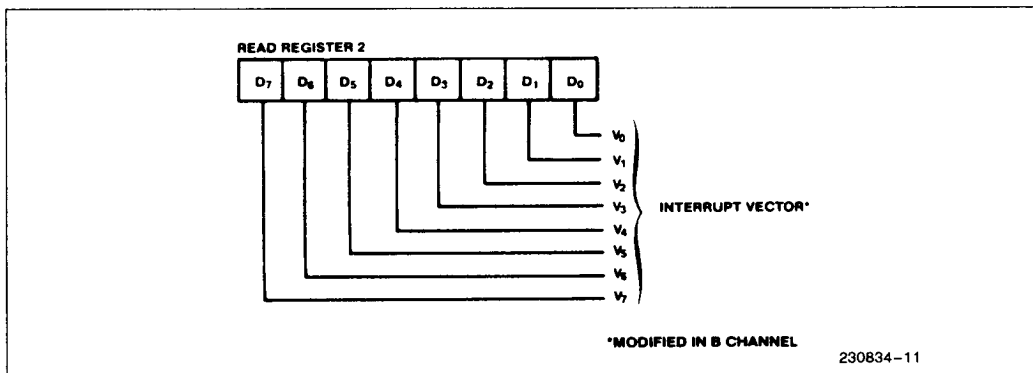 READ REGISTER 2
D7 D6 D5 D4 D3 D2 D1 D0
V0
V1
V2
V3 INTERRUPT VECTOR*
V4
V5
V6
V7
*MODIFIED IN B CHANNEL
230834-11